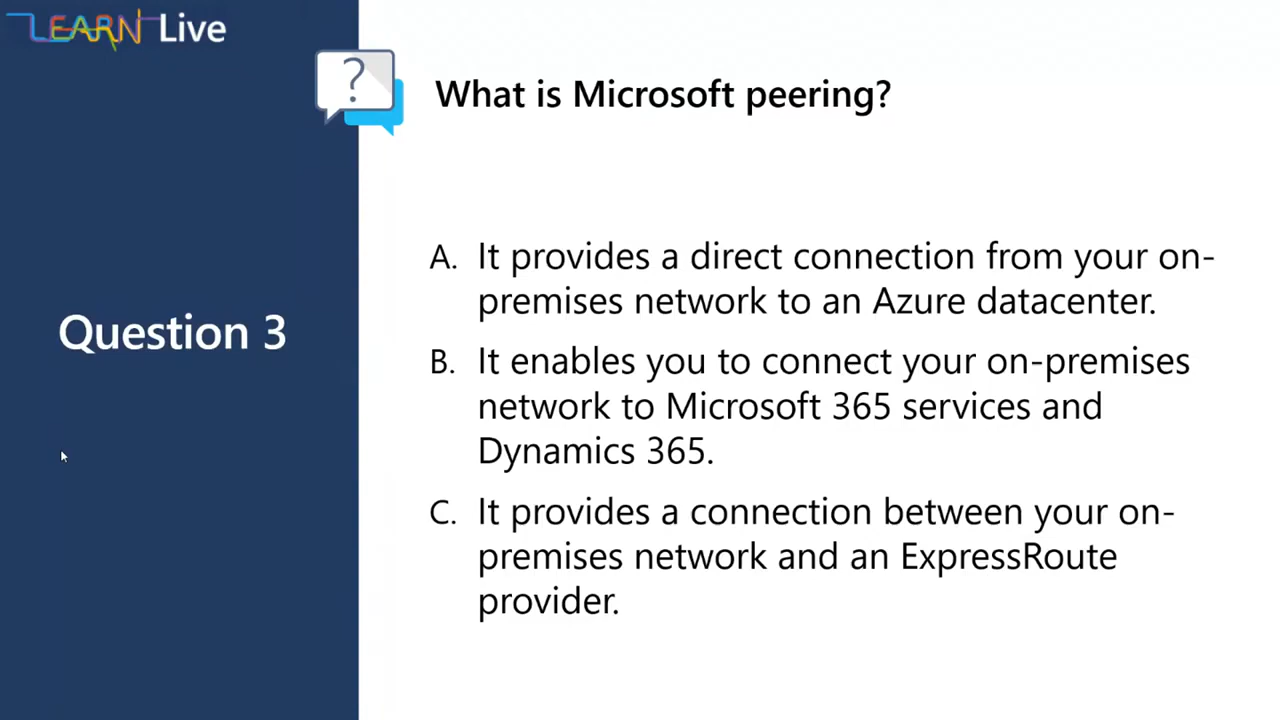 LEARN Live
?
What is Microsoft peering?
Question 3
A. It provides a direct connection from your on-
premises network to an Azure datacenter.
B. It enables you to connect your on-premises
network to Microsoft 365 services and
Dynamics 365.
C. It provides a connection between your on-
premises network and an ExpressRoute
provider.